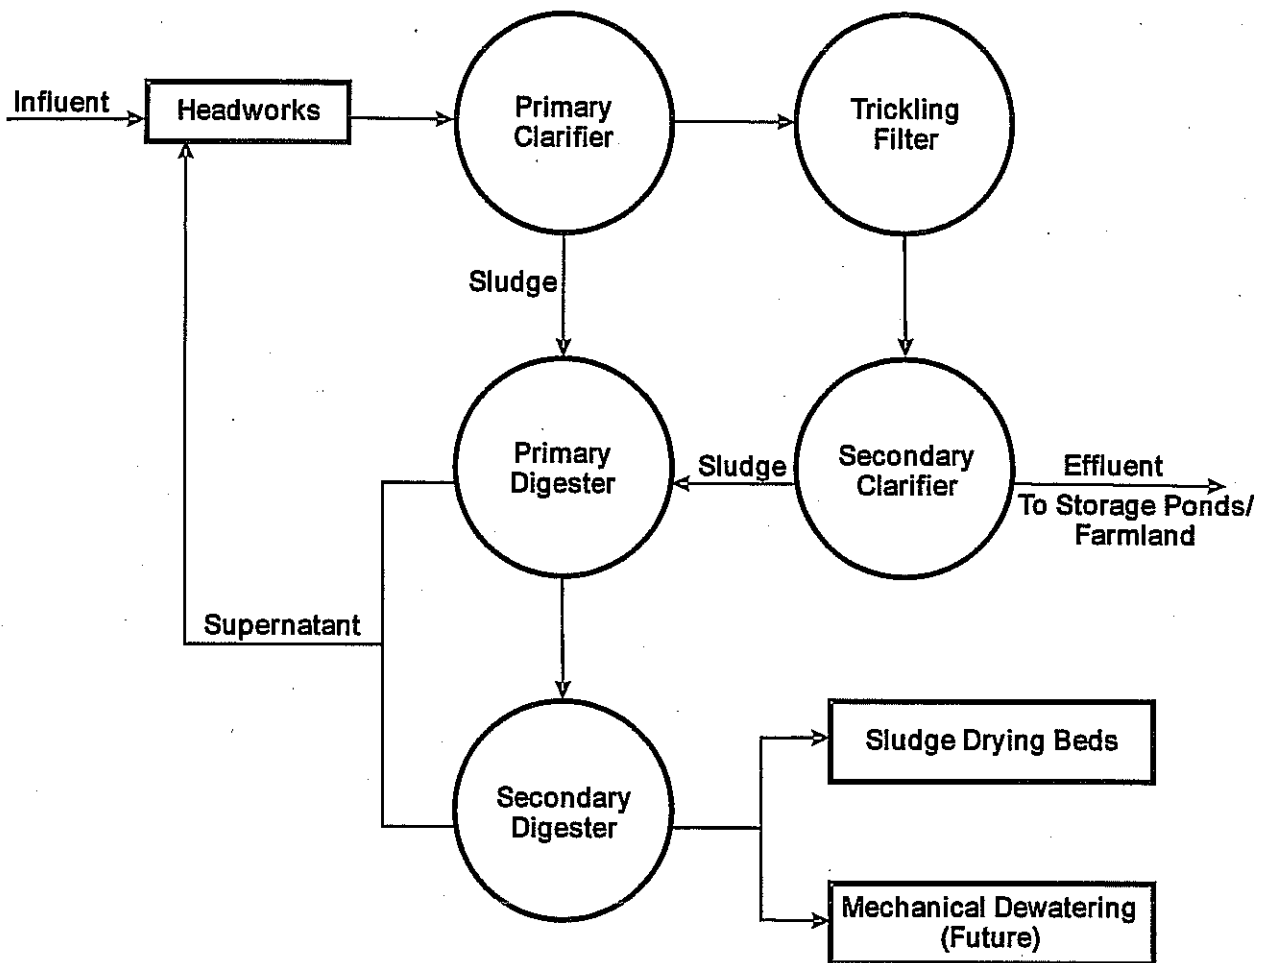 Influent
Headworks
Primary
Clarifier
Trickling
Filter
Sludge
Primary
Digester
Sludge
Secondary
Clarifier
Effluent
To Storage Ponds/
Farmland
Supernatant
Secondary
Digester
Sludge Drying Beds
Mechanical Dewatering
(Future)